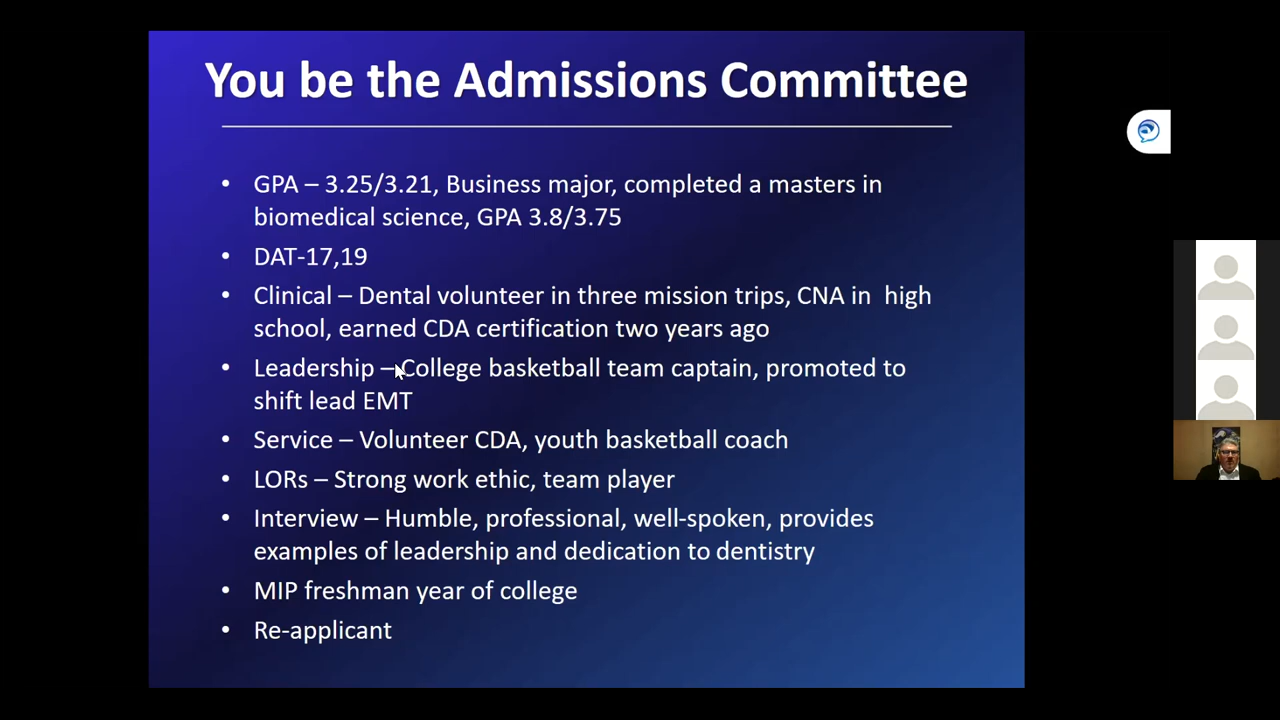 You be the Admissions Committee
• GPA – 3.25/3.21, Business major, completed a masters in
biomedical science, GPA 3.8/3.75
• DAT-17,19
• Clinical – Dental volunteer in three mission trips, CNA in high
school, earned CDA certification two years ago
• Leadership – College basketball team captain, promoted to
shift lead EMT
• Service – Volunteer CDA, youth basketball coach
• LORs – Strong work ethic, team player
• Interview – Humble, professional, well-spoken, provides
examples of leadership and dedication to dentistry
• MIP freshman year of college
• Re-applicant